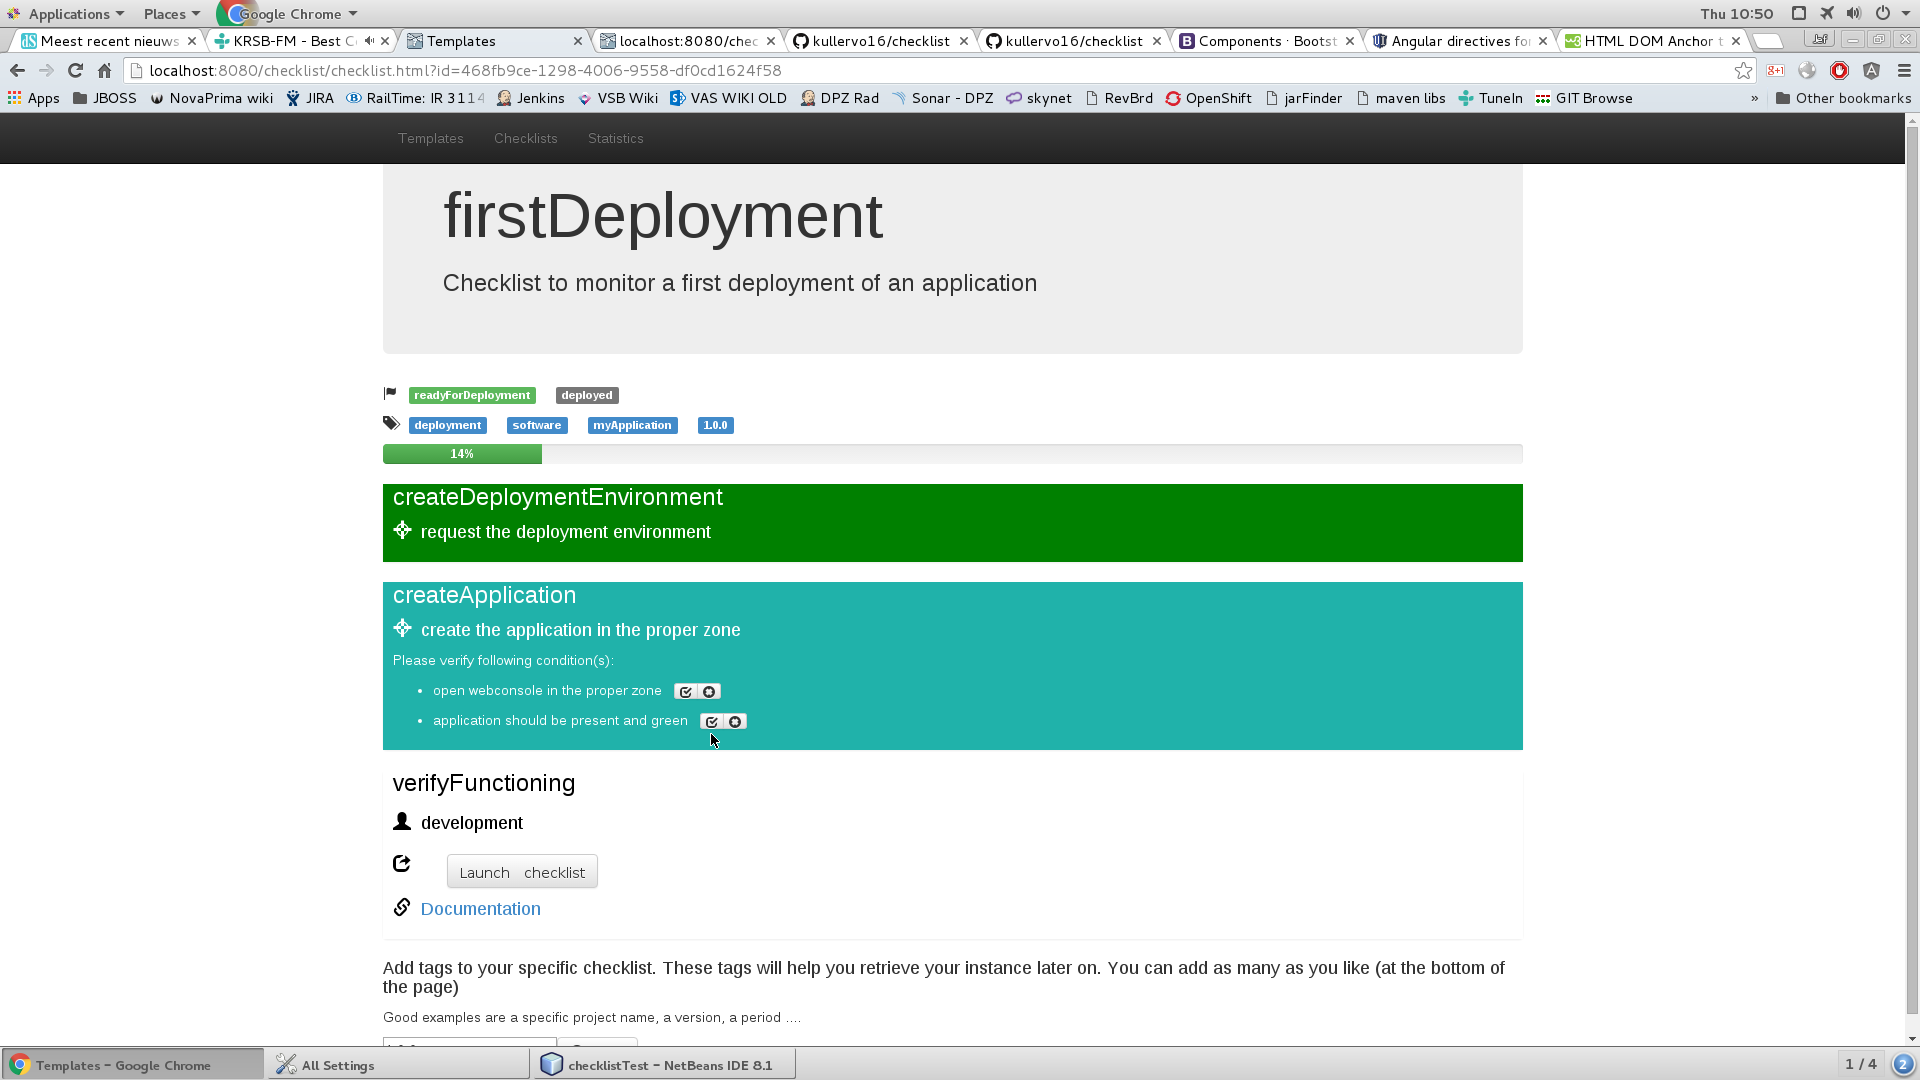 Applications Places Google Chrome Thu 10:50
Meest recent nieuws KRSB-FM - Best C Templates localhost:8080/chec kullervo16/checklist kullervo16/checklist Components · Bootst Angular directives fo HTML DOM Anchor t Jef
localhost:8080/checklist/checklist.html?id=468fb9ce-1298-4006-9558-df0cd1624f58
Apps JBOSS NovaPrima wiki JIRA RailTime: IR 3114 Jenkins VSB Wiki VAS WIKI OLD DPZ Rad Sonar - DPZ skynet RevBrd OpenShift jarFinder maven libs TuneIn GIT Browse » Other bookmarks
Templates Checklists Statistics
firstDeployment
Checklist to monitor a first deployment of an application
readyForDeployment deployed
deployment software myApplication 1.0.0
14%
createDeploymentEnvironment
request the deployment environment
createApplication
create the application in the proper zone
Please verify following condition(s):
• open webconsole in the proper zone
• application should be present and green
verifyFunctioning
development
Launch checklist
Documentation
Add tags to your specific checklist. These tags will help you retrieve your instance later on. You can add as many as you like (at the bottom of
the page)
Good examples are a specific project name, a version, a period ....
Templates – Google Chrome All Settings checklistTest – NetBeans IDE 8.1 1 / 4 2